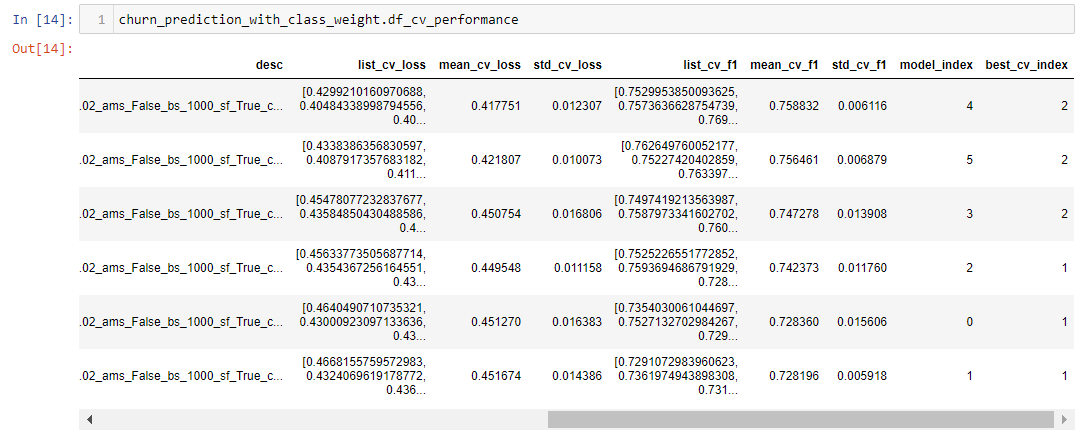 In [14]: 1 churn_prediction_with_class_weight.df_cv_performance
Out[14]:
desc list_cv_loss mean_cv_loss std_cv_loss list_cv_f1 mean_cv_f1 std_cv_f1 model_index best_cv_index
[0.4299210160970688, [0.7529953850093625,
.02_ams_False_bs_1000_sf_True_c... 0.40484338998794556, 0.417751 0.012307 0.7573636628754739, 0.758832 0.006116 4 2
0.40... 0.769...
[0.4338386356830597, [0.762649760052177,
.02_ams_False_bs_1000_sf_True_c... 0.4087917357683182, 0.421807 0.010073 0.75227420402859, 0.756461 0.006879 5 2
0.411... 0.763397...
[0.45478077232837677, [0.7497419213563987,
.02_ams_False_bs_1000_sf_True_c... 0.43584850430488586, 0.450754 0.016806 0.7587973341602702, 0.747278 0.013908 3 2
0.4... 0.760...
[0.45633773505687714, [0.7525226551772852,
.02_ams_False_bs_1000_sf_True_c... 0.4354367256164551, 0.449548 0.011158 0.7593694686791929, 0.742373 0.011760 2 1
0.43... 0.728...
[0.4640490710735321, [0.7354030061044697,
.02_ams_False_bs_1000_sf_True_c... 0.43000923097133636, 0.451270 0.016383 0.7527132702984267, 0.728360 0.015606 0 1
0.43... 0.729...
[0.4668155759572983, [0.7291072983960623,
.02_ams_False_bs_1000_sf_True_c... 0.4324069619178772, 0.451674 0.014386 0.7361974943898308, 0.728196 0.005918 1 1
0.436... 0.731...